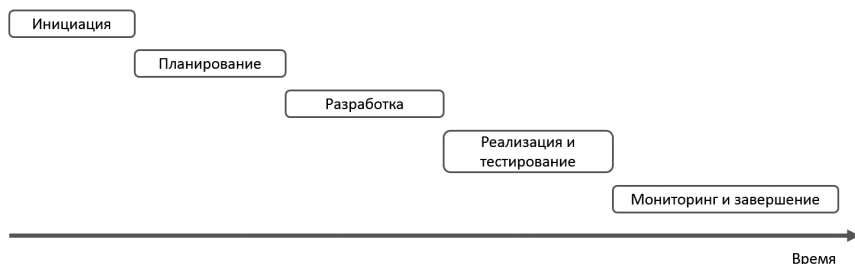 Инициация
Планирование
Разработка
Реализация и
тестирование
Мониторинг и завершение
Время